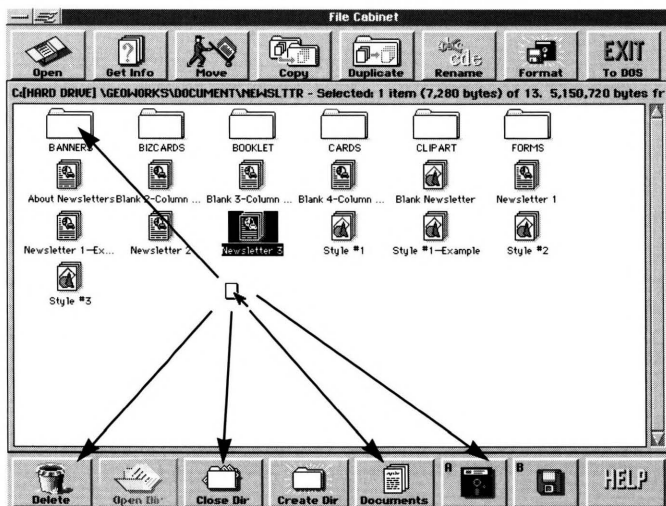 File Cabinet
Open Get Info Move Copy Duplicate Rename Format EXIT To DOS
C:[HARD DRIVE] \GEOWORKS\DOCUMENT\NEWSLTTR - Selected: 1 item (7,280 bytes) of 13. 5,150,720 bytes fr
BANNERS BIZCARDS BOOKLET CARDS CLIPART FORMS
About Newsletters Blank 2-Column ... Blank 3-Column ... Blank 4-Column ... Blank Newsletter Newsletter 1
Newsletter 1-Ex... Newsletter 2 Newsletter 3 Style #1 Style #1-Example Style #2
Style #3
Delete Open Dir Close Dir Create Dir Documents A B HELP